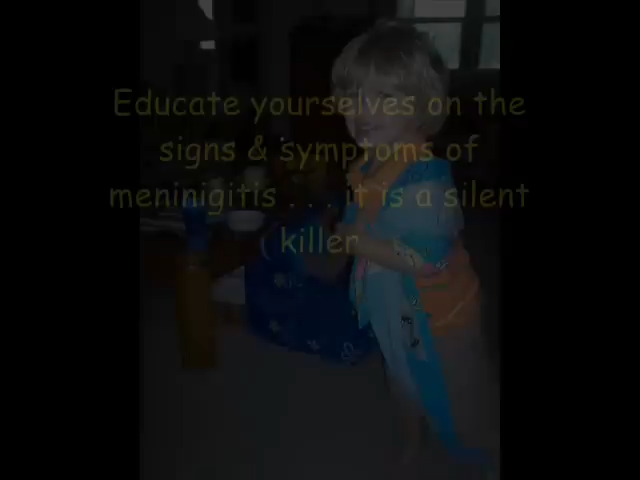 Educate yourselves on the
signs & symptoms of
meninigitis . . . it is a silent
killer